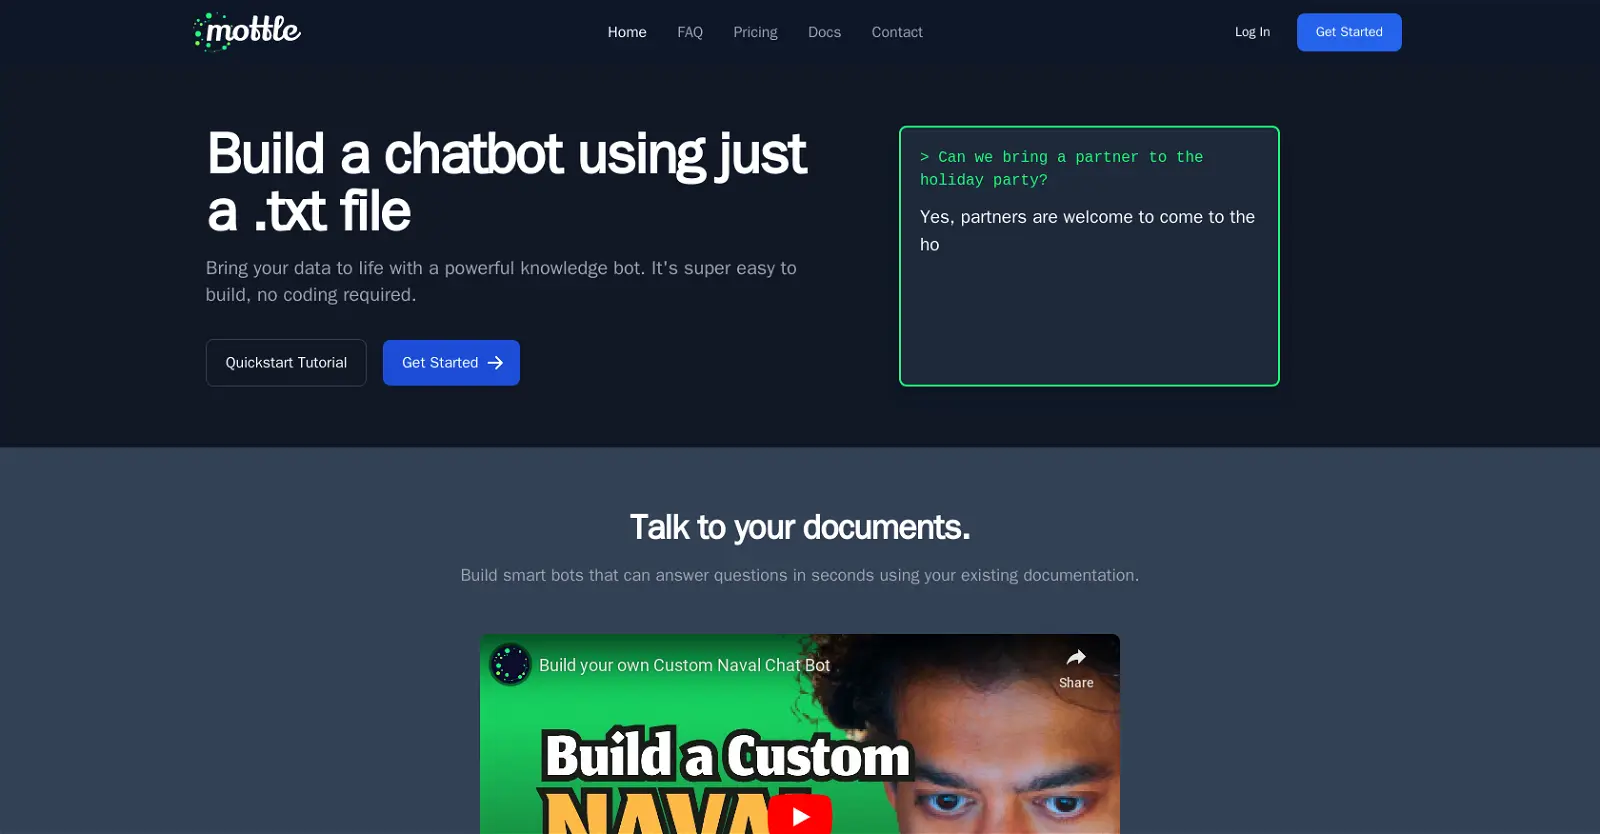 mottle
Home
FAQ
Pricing
Docs
Contact
Log In
Get Started
Build a chatbot using just
a .txt file
Bring your data to life with a powerful knowledge bot. It's super easy to
build, no coding required.
Quickstart Tutorial
Get Started
> Can we bring a partner to the
holiday party?
Yes, partners are welcome to come to the
ho
Talk to your documents.
Build smart bots that can answer questions in seconds using your existing documentation.
Build your own Custom Naval Chat Bot
Share
Build a Custom
NAVAL